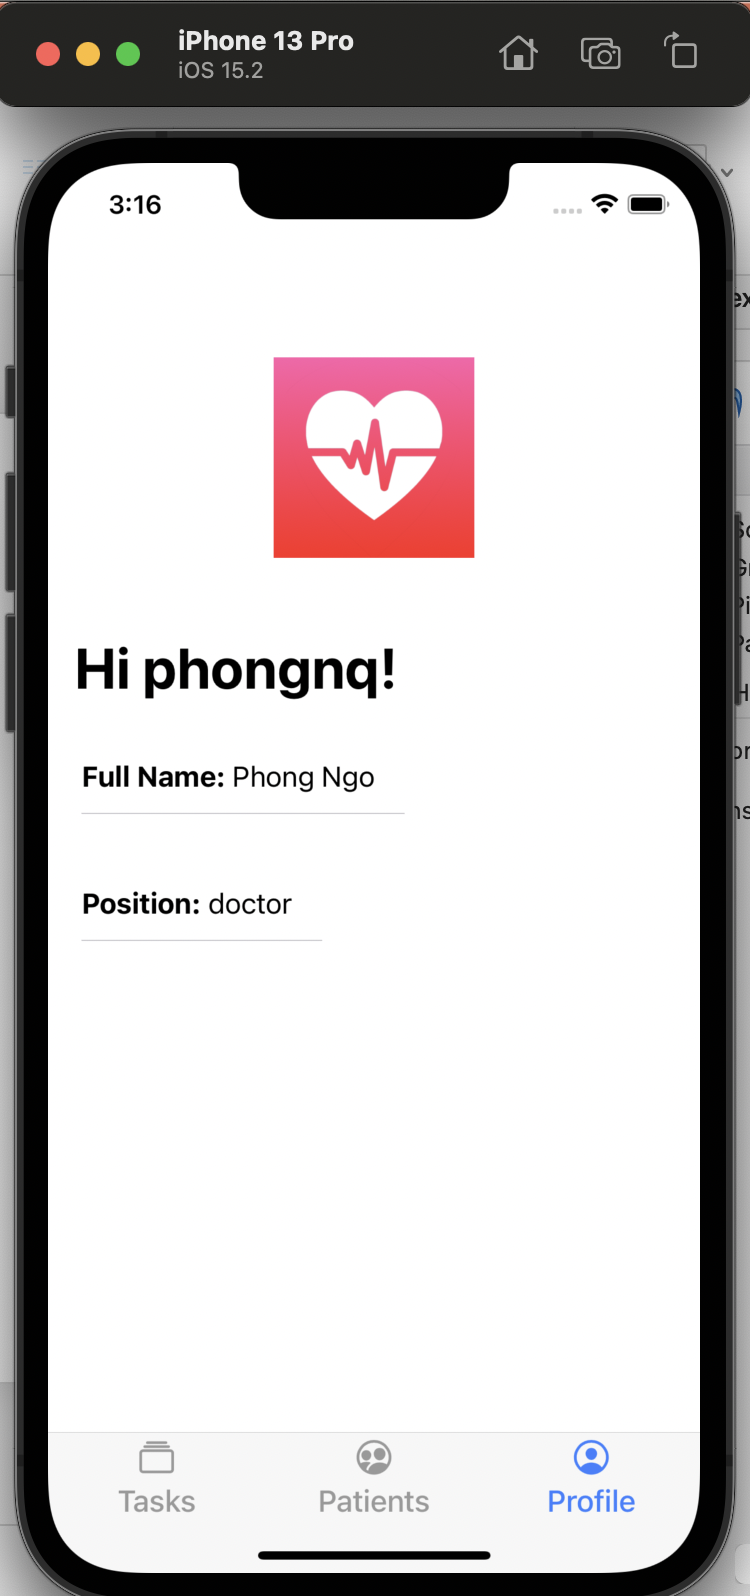 iPhone 13 Pro
iOS 15.2
3:16
Hi phongnq!
Full Name: Phong Ngo
Position: doctor
Tasks
Patients
Profile